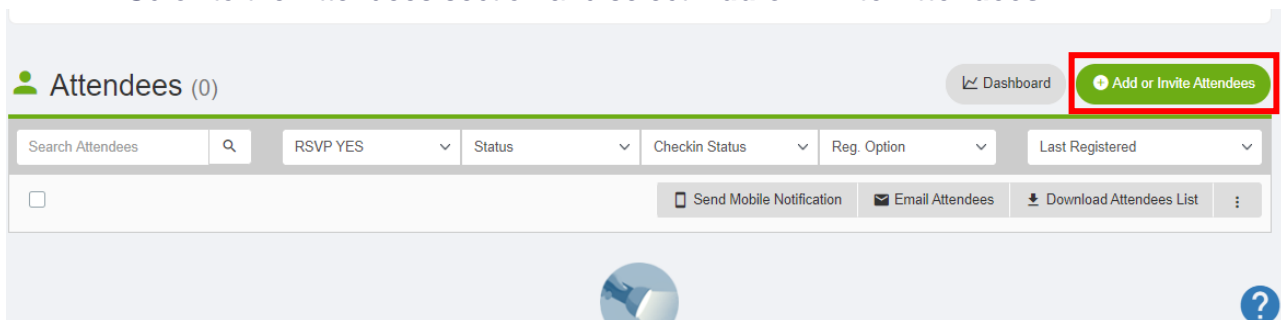 Attendees (0)
Dashboard
Add or Invite Attendees
Search Attendees
RSVP YES
Status
Checkin Status
Reg. Option
Last Registered
Send Mobile Notification
Email Attendees
Download Attendees List
?